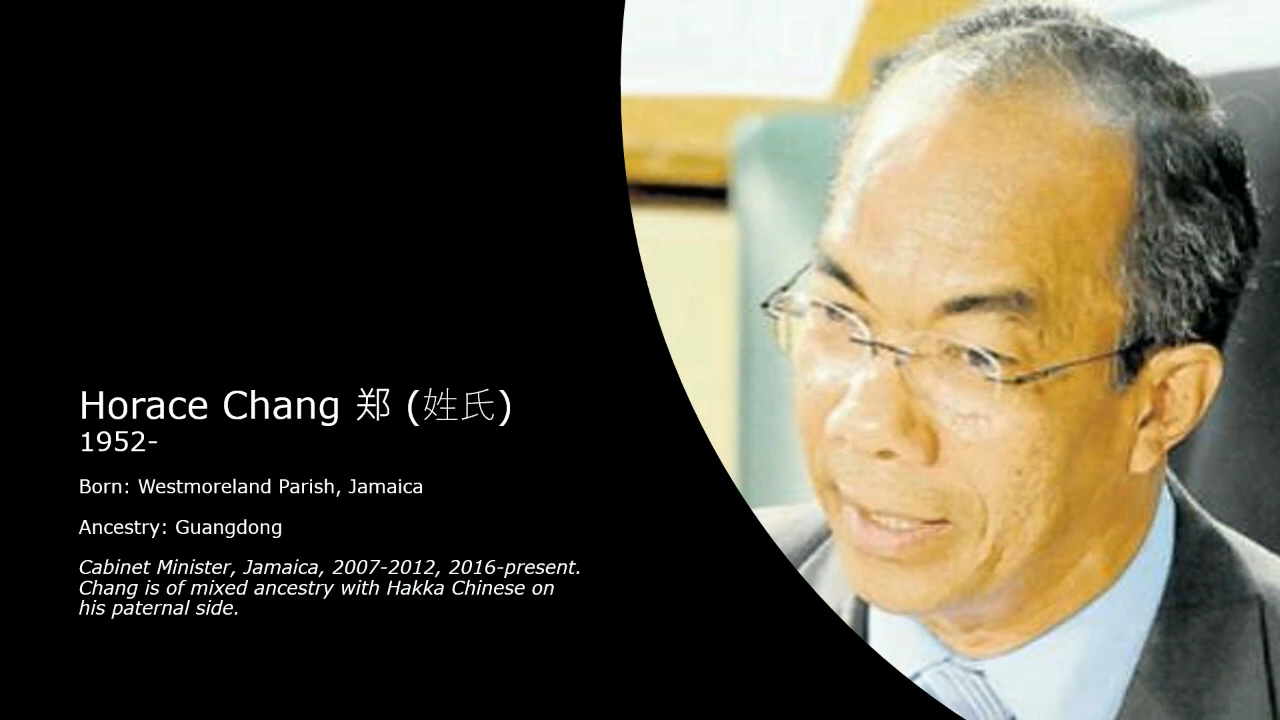 Horace Chang 郑 (姓氏)
1952-
Born: Westmoreland Parish, Jamaica
Ancestry: Guangdong
Cabinet Minister, Jamaica, 2007-2012, 2016-present.
Chang is of mixed ancestry with Hakka Chinese on
his paternal side.